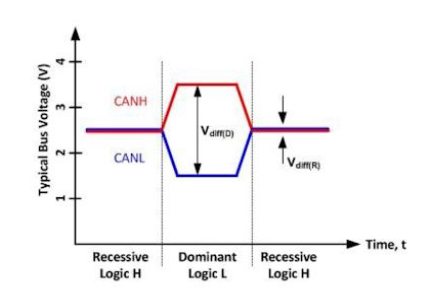 Typical Bus Voltage (V)
4
3
2
1
CANH
CANL
Vdiff(D)
Vdiff(R)
Time, t
Recessive
Logic H
Dominant
Logic L
Recessive
Logic H